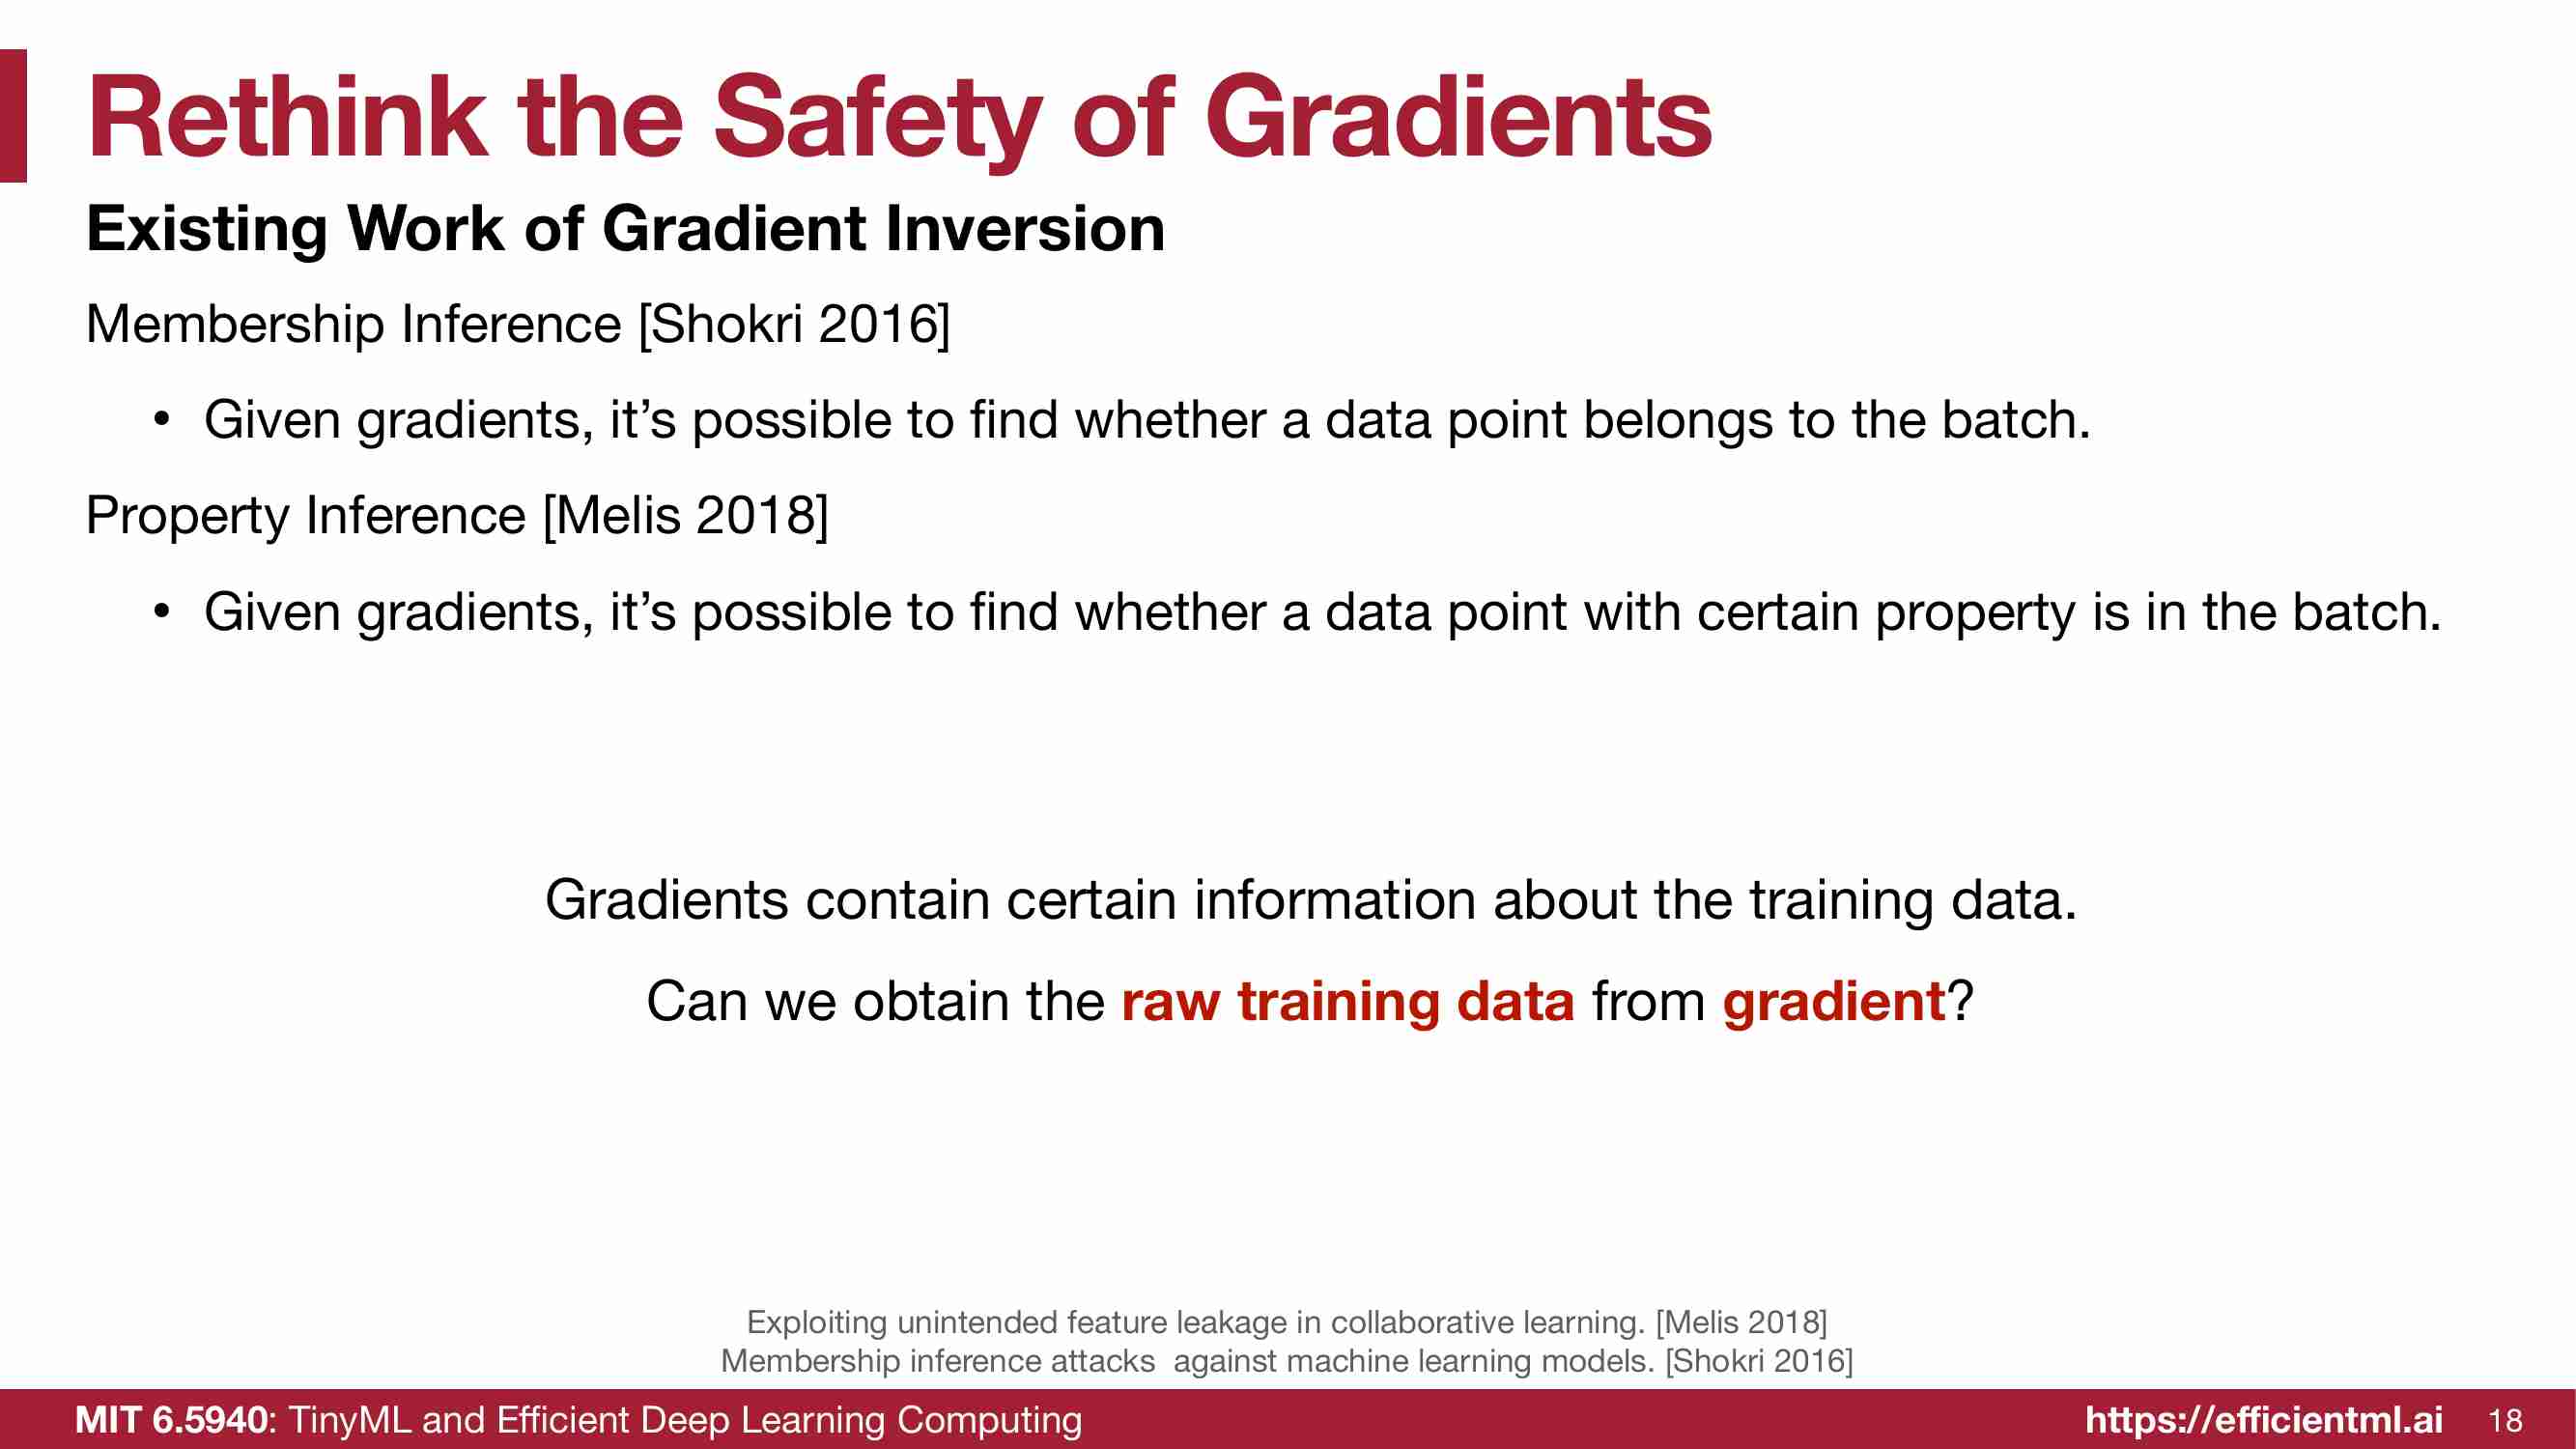 Rethink the Safety of Gradients
Existing Work of Gradient Inversion
Membership Inference [Shokri 2016]
• Given gradients, it’s possible to find whether a data point belongs to the batch.
Property Inference [Melis 2018]
• Given gradients, it’s possible to find whether a data point with certain property is in the batch.
Gradients contain certain information about the training data.
Can we obtain the raw training data from gradient?
Exploiting unintended feature leakage in collaborative learning. [Melis 2018]
Membership inference attacks  against machine learning models. [Shokri 2016]
MIT 6.5940: TinyML and Efficient Deep Learning Computing https://efficientml.ai 18